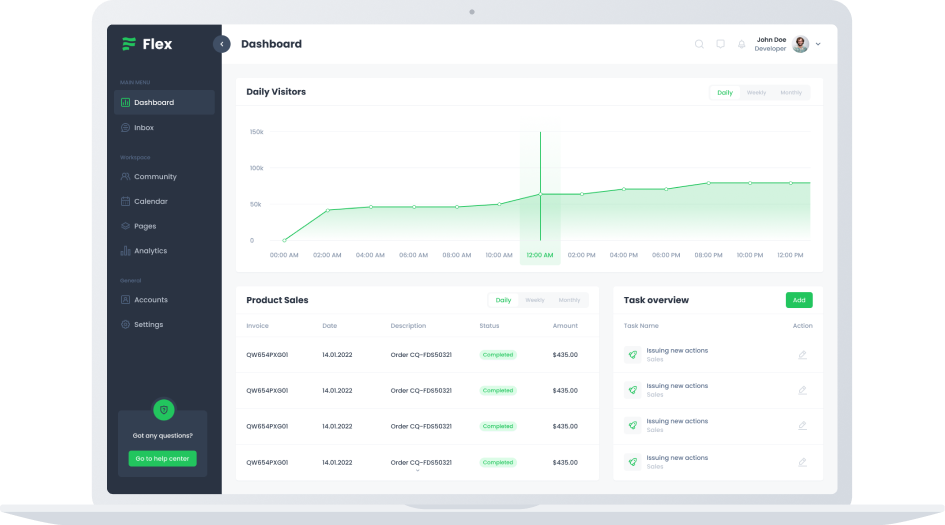 Flex
Dashboard
John Doe
Developer
MAIN MENU
Dashboard
Inbox
Workspace
Community
Calendar
Pages
Analytics
General
Accounts
Settings
Got any questions?
Go to help center
Daily Visitors
Daily Weekly Monthly
150k
100k
50k
0
00:00 AM 02:00 AM 04:00 AM 06:00 AM 08:00 AM 10:00 AM 12:00 AM 02:00 PM 04:00 PM 06:00 PM 08:00 PM 10:00 PM 12:00 PM
Product Sales
Daily Weekly Monthly
Invoice Date Description Status Amount
QW654PXG01 14.01.2022 Order CQ-FDS50321 Completed $435.00
QW654PXG01 14.01.2022 Order CQ-FDS50321 Completed $435.00
QW654PXG01 14.01.2022 Order CQ-FDS50321 Completed $435.00
QW654PXG01 14.01.2022 Order CQ-FDS50321 Completed $435.00
Task overview
Add
Task Name Action
Issuing new actions
Sales
Issuing new actions
Sales
Issuing new actions
Sales
Issuing new actions
Sales